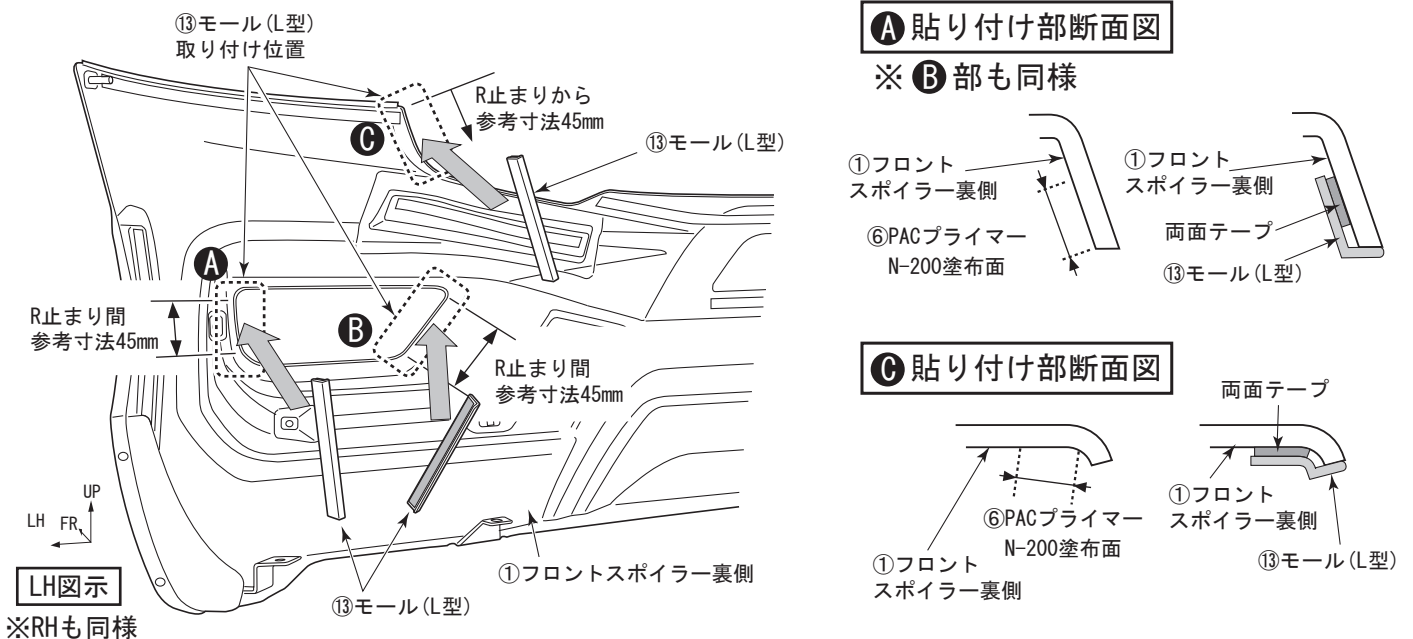 ⑬モール(L型)
取り付け位置
R止まりから
参考寸法45mm
C
⑬モール(L型)
A
R止まり間
参考寸法45mm
B
R止まり間
参考寸法45mm
UP
LH FR
LH図示
※RHも同様
⑬モール(L型)
①フロントスポイラー裏側
A貼り付け部断面図
※B部も同様
①フロント
スポイラー裏側
⑥PACプライマー
N-200塗布面
①フロント
スポイラー裏側
両面テープ
⑬モール(L型)
C貼り付け部断面図
①フロント
スポイラー裏側
⑥PACプライマー
N-200塗布面
両面テープ
①フロント
スポイラー裏側
⑬モール(L型)